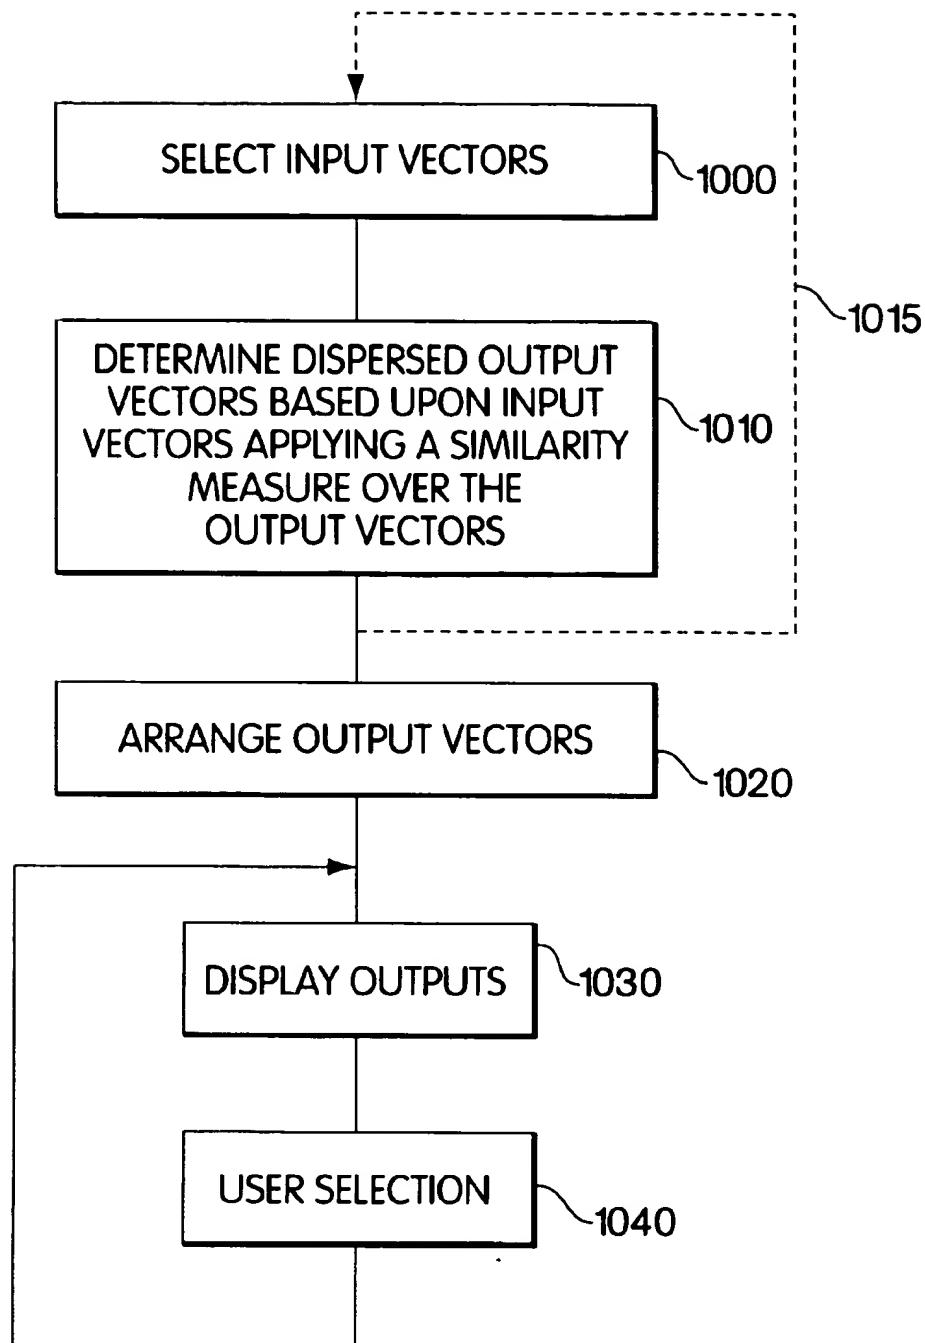 SELECT INPUT VECTORS
1000
1015
DETERMINE DISPERSED OUTPUT
VECTORS BASED UPON INPUT
VECTORS APPLYING A SIMILARITY
MEASURE OVER THE
OUTPUT VECTORS
1010
ARRANGE OUTPUT VECTORS
1020
DISPLAY OUTPUTS
1030
USER SELECTION
1040